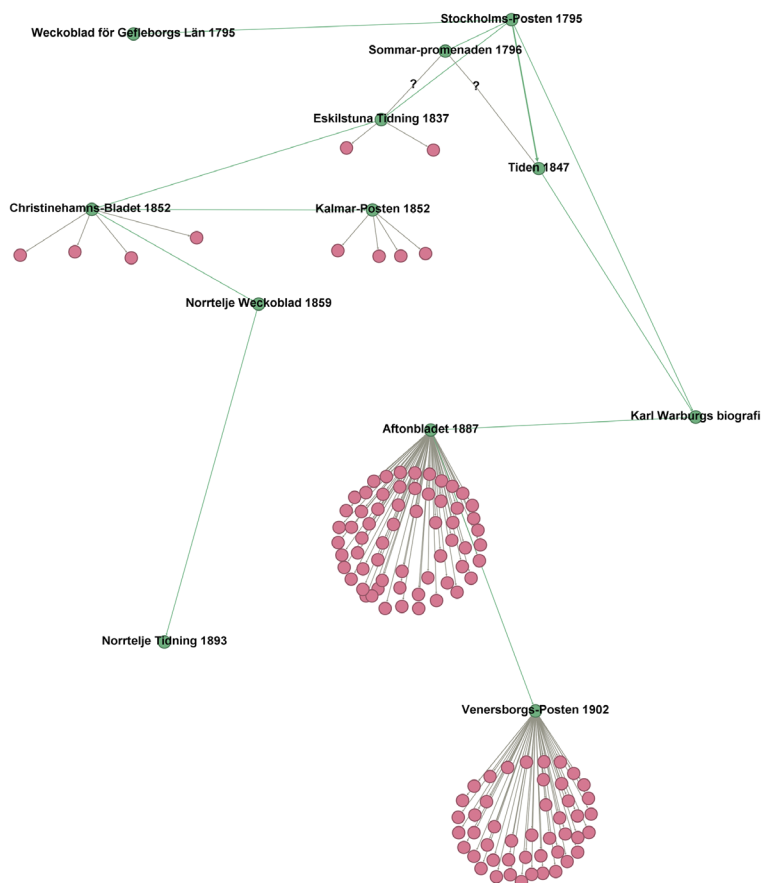 Stockholms-Posten 1795
Weckoblad för Gefleborgs Län 1795
Sommar-promenaden 1796
?
?
Eskilstuna Tidning 1837
Tiden 1847
Christinehamns-Bladet 1852
Kalmar-Posten 1852
Norrtelje Weckoblad 1859
Karl Warburgs biografi
Aftonbladet 1887
Norrtelje Tidning 1893
Venersborgs-Posten 1902